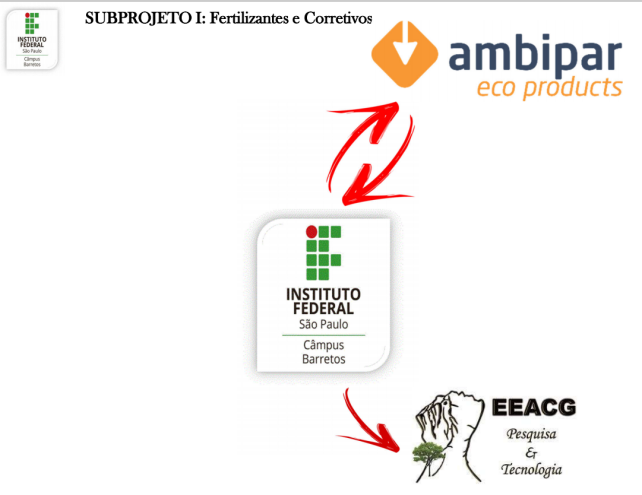 INSTITUTO
FEDERAL
São Paulo
Câmpus
Barretos
SUBPROJETO I: Fertilizantes e Corretivos
ambipar
eco products
INSTITUTO
FEDERAL
São Paulo
Câmpus
Barretos
EEACG
Pesquisa
&
Tecnologia